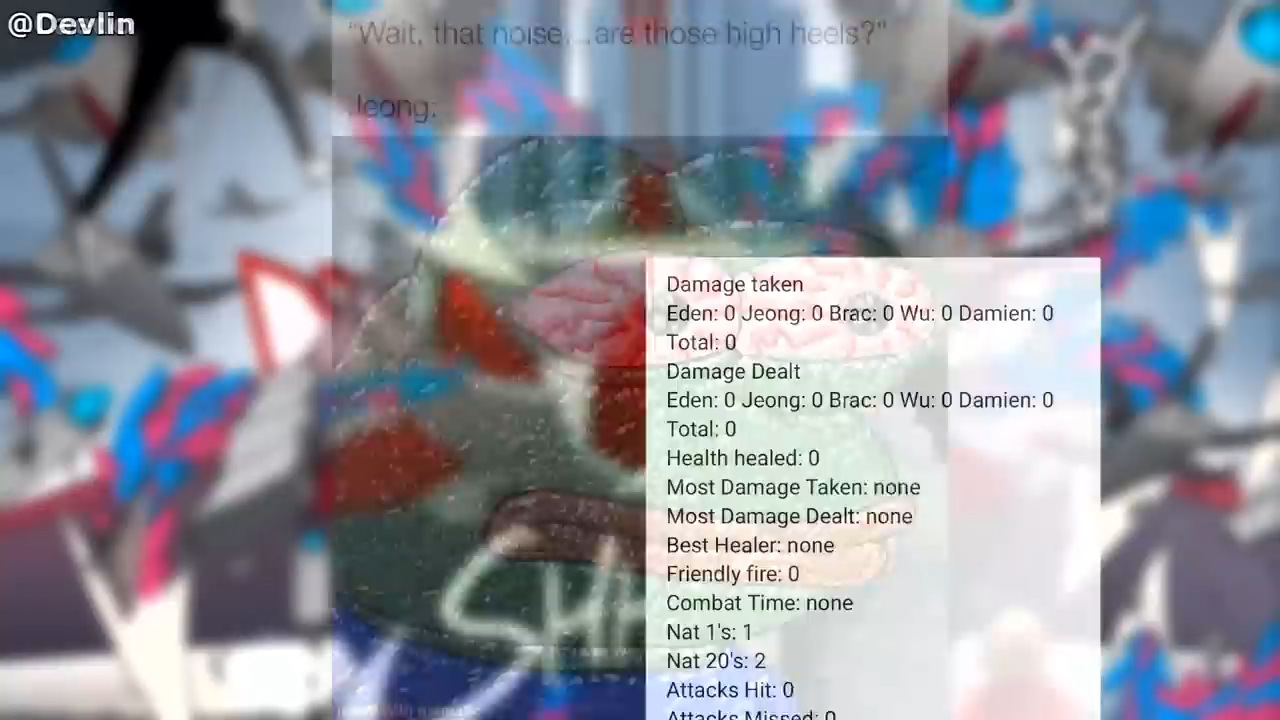 @Devlin
"Wait, that noise....are those high heels?"
Jeong:
Damage taken
Eden: 0 Jeong: 0 Brac: 0 Wu: 0 Damien: 0
Total: 0
Damage Dealt
Eden: 0 Jeong: 0 Brac: 0 Wu: 0 Damien: 0
Total: 0
Health healed: 0
Most Damage Taken: none
Most Damage Dealt: none
Best Healer: none
Friendly fire: 0
Combat Time: none
Nat 1's: 1
Nat 20's: 2
Attacks Hit: 0
Attacks Missed: 0